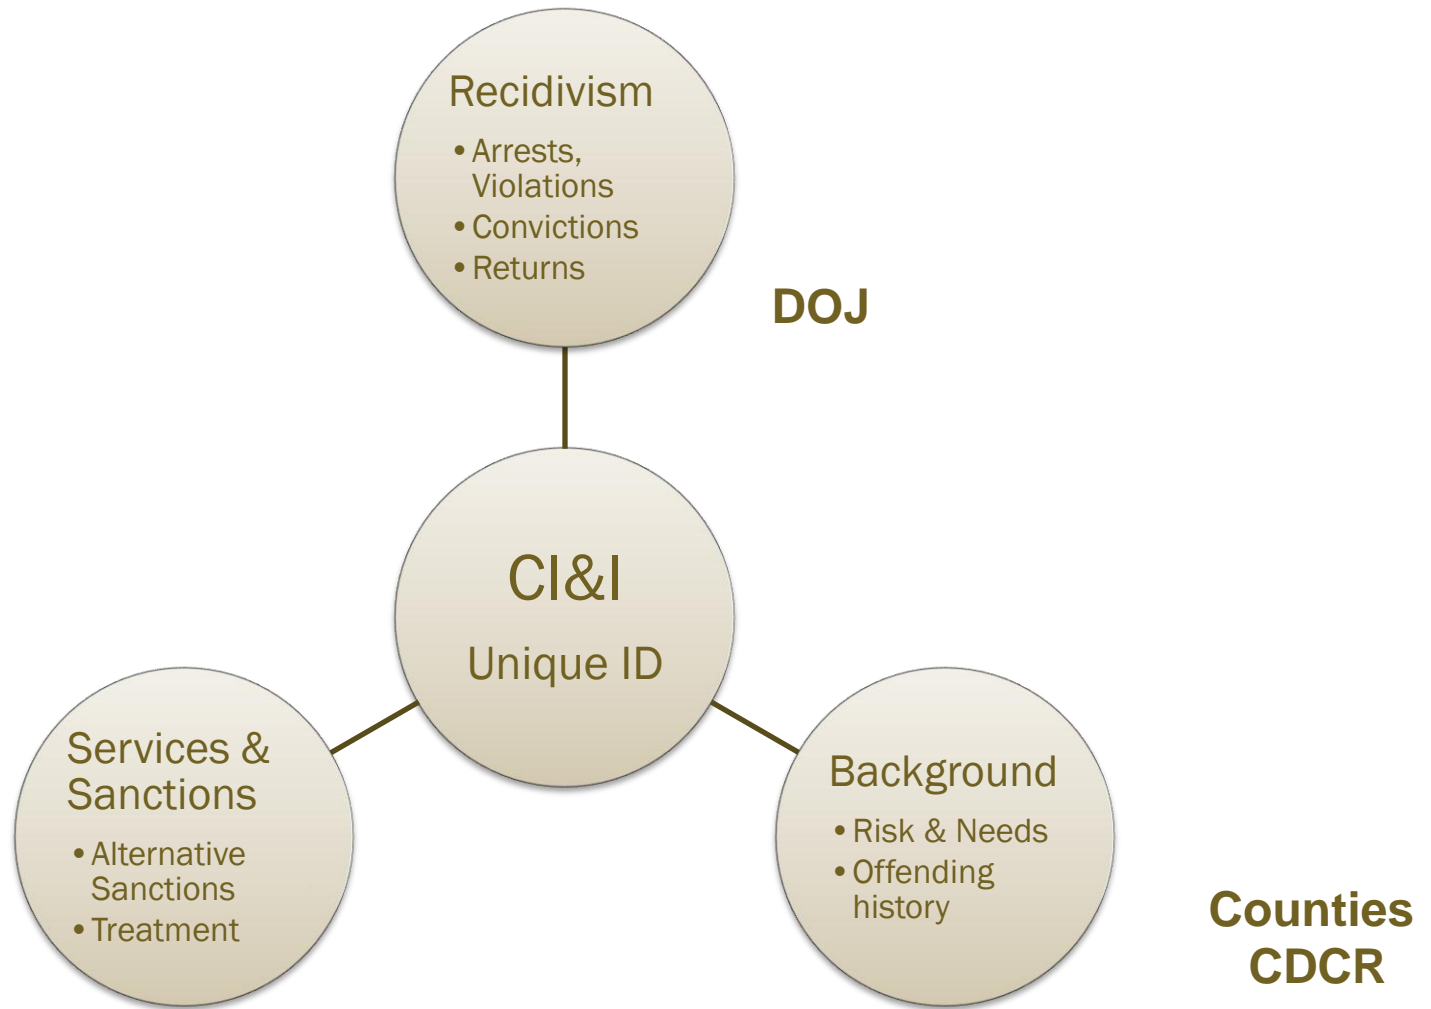 Recidivism
•Arrests,
Violations
•Convictions
•Returns
DOJ
CI&I
Unique ID
Services &
Sanctions
•Alternative
Sanctions
•Treatment
Background
•Risk & Needs
•Offending
history
Counties
CDCR